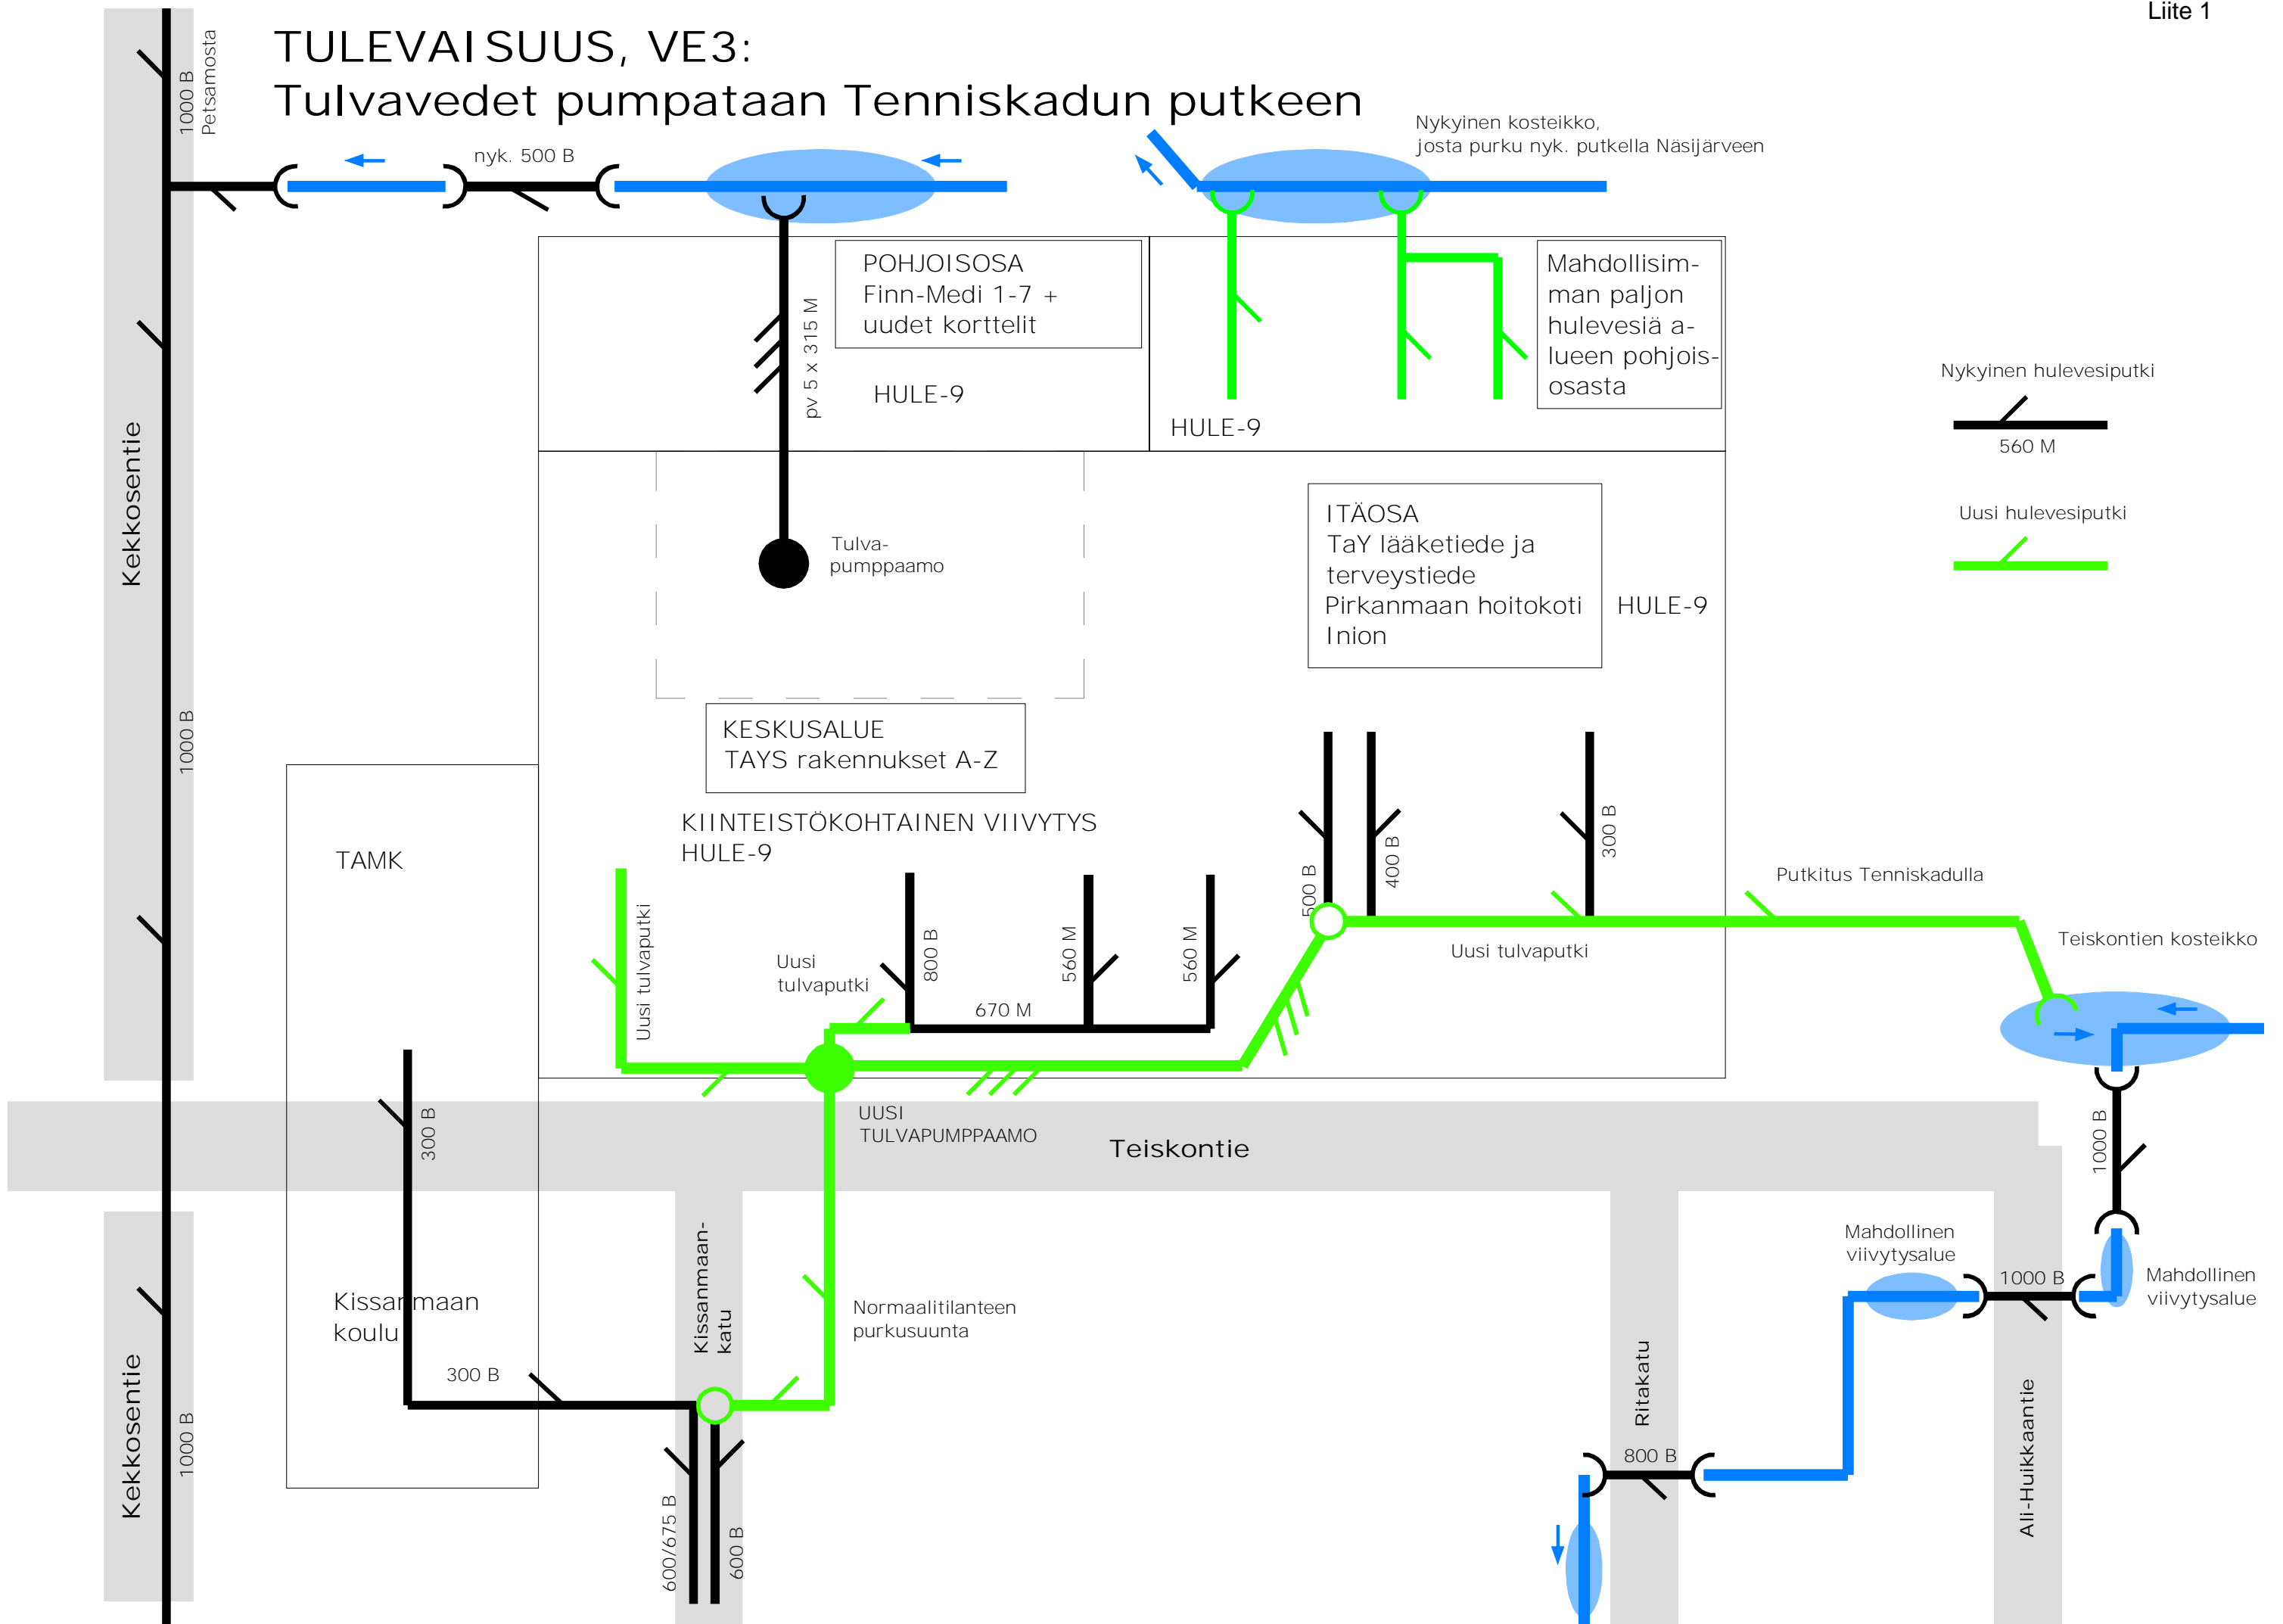 Liite 1
TULEVAISUUS, VE3:
Tulvavedet pumpataan Tenniskadun putkeen
1000 B
Petsamosta
nyk. 500 B
Nykyinen kosteikko,
josta purku nyk. putkella Näsijärveen
POHJOISOSA
Finn-Medi 1-7 +
uudet korttelit
pv 5 x 315 M
HULE-9
HULE-9
Mahdollisim-
man paljon
hulevesiä a-
lueen pohjois-
osasta
Nykyinen hulevesiputki
560 M
Uusi hulevesiputki
Kekkosentie
Tulva-
pumppaamo
ITÄOSA
TaY lääketiede ja
terveystiede
Pirkanmaan hoitokoti
Inion
HULE-9
1000 B
KESKUSALUE
TAYS rakennukset A-Z
KIINTEISTÖKOHTAINEN VIIVYTYS
HULE-9
TAMK
Uusi tulvaputki
Uusi
tulvaputki
800 B
670 M
560 M
560 M
500 B
400 B
300 B
Putkitus Tenniskadulla
Uusi tulvaputki
Teiskontien kosteikko
300 B
UUSI
TULVAPUMPPAAMO
Teiskontie
1000 B
Kissanmaan
koulu
300 B
Kissanmaan-
katu
Normaalitilanteen
purkusuunta
Mahdollinen
viivytysalue
1000 B
Mahdollinen
viivytysalue
Kekkosentie
1000 B
600/675 B
600 B
Ritakatu
800 B
Ali-Huikkaantie